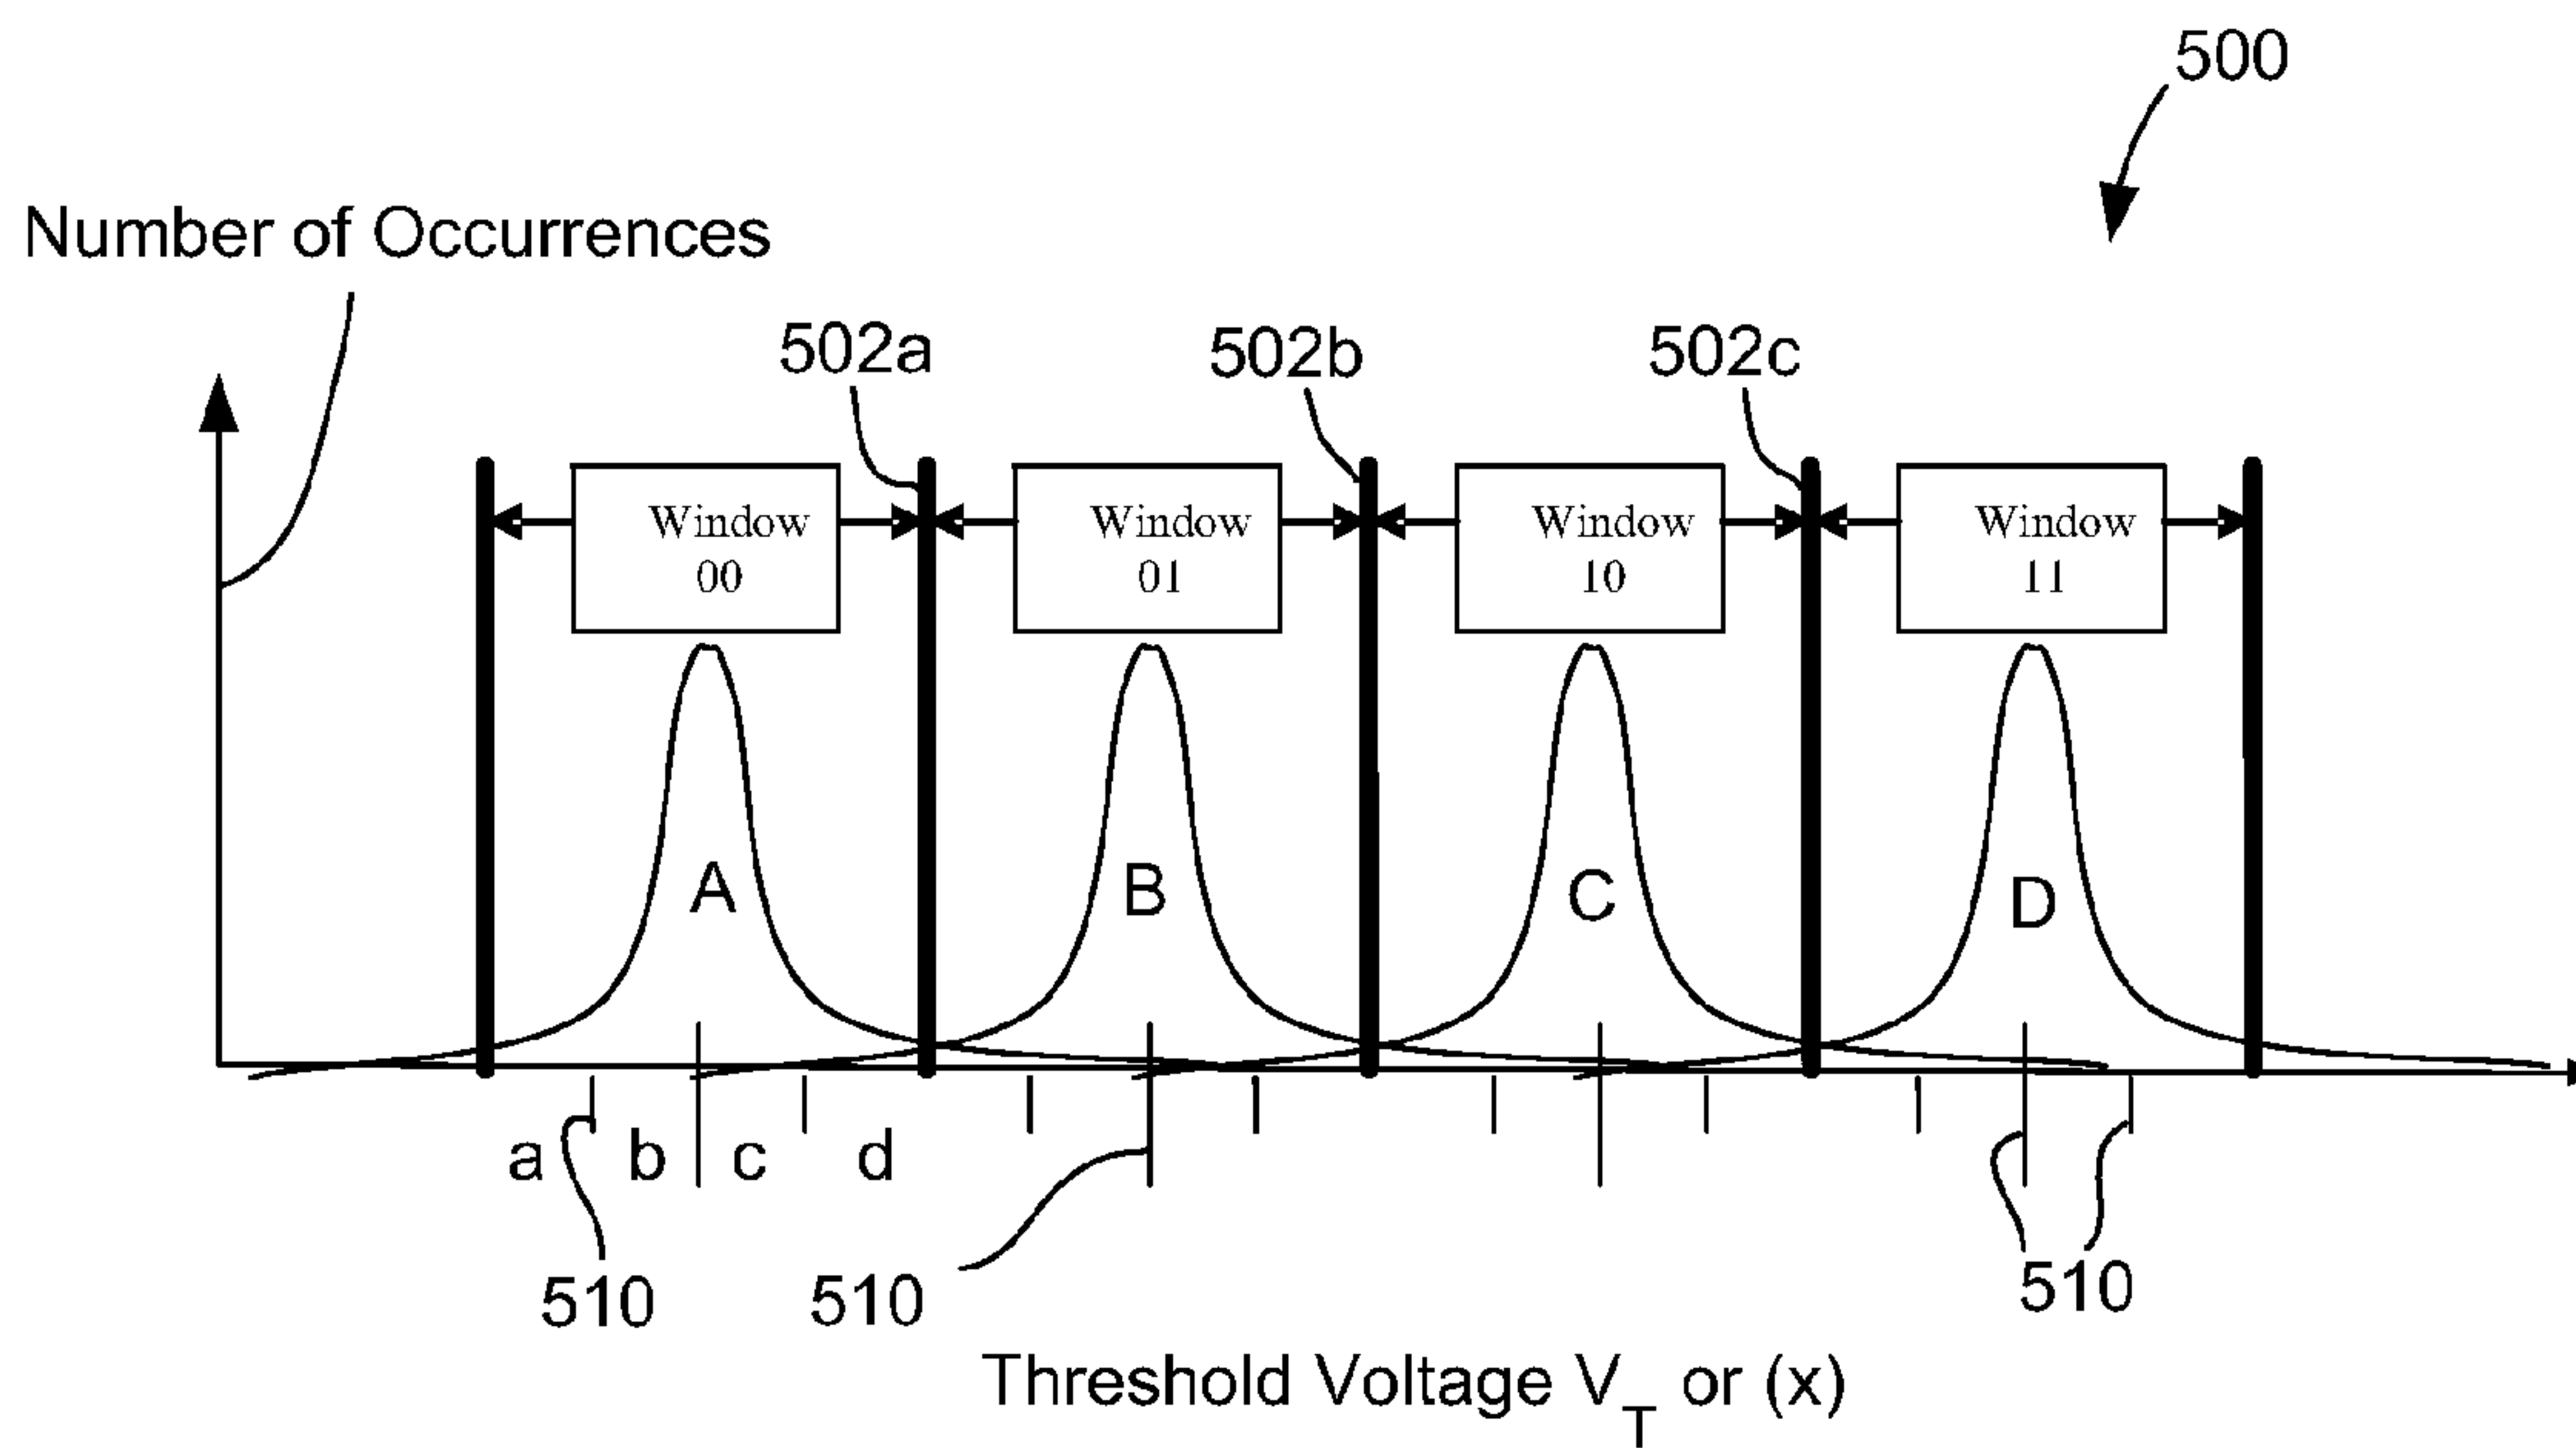 500
Number of Occurrences
502a
502b
502c
Window
00
Window
01
Window
10
Window
11
A
B
C
D
a
b
c
d
510
510
510
Threshold Voltage V_T or (x)